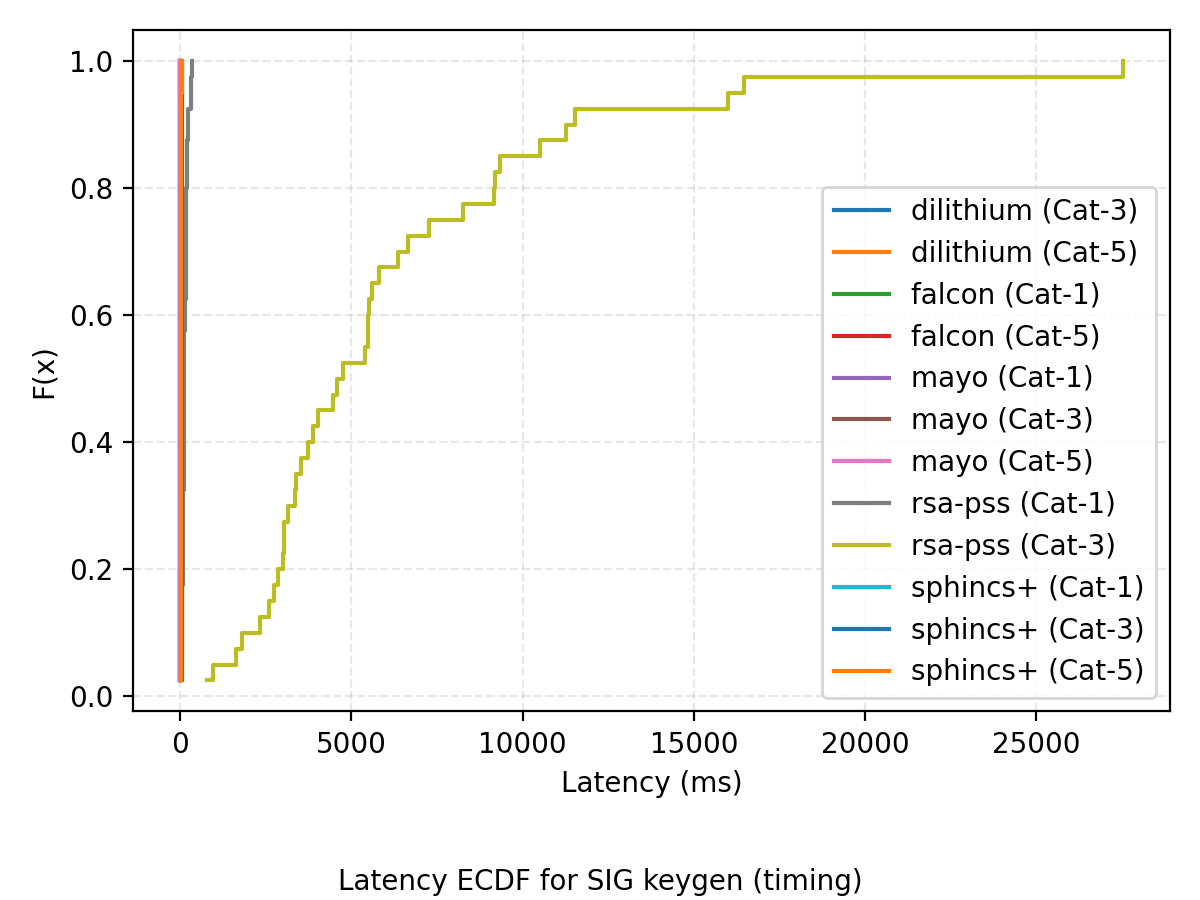 1.0
0.8
0.6
0.4
0.2
0.0
F(x)
dilithium (Cat-3)
dilithium (Cat-5)
falcon (Cat-1)
falcon (Cat-5)
mayo (Cat-1)
mayo (Cat-3)
mayo (Cat-5)
rsa-pss (Cat-1)
rsa-pss (Cat-3)
sphincs+ (Cat-1)
sphincs+ (Cat-3)
sphincs+ (Cat-5)
0 5000 10000 15000 20000 25000
Latency (ms)
Latency ECDF for SIG keygen (timing)